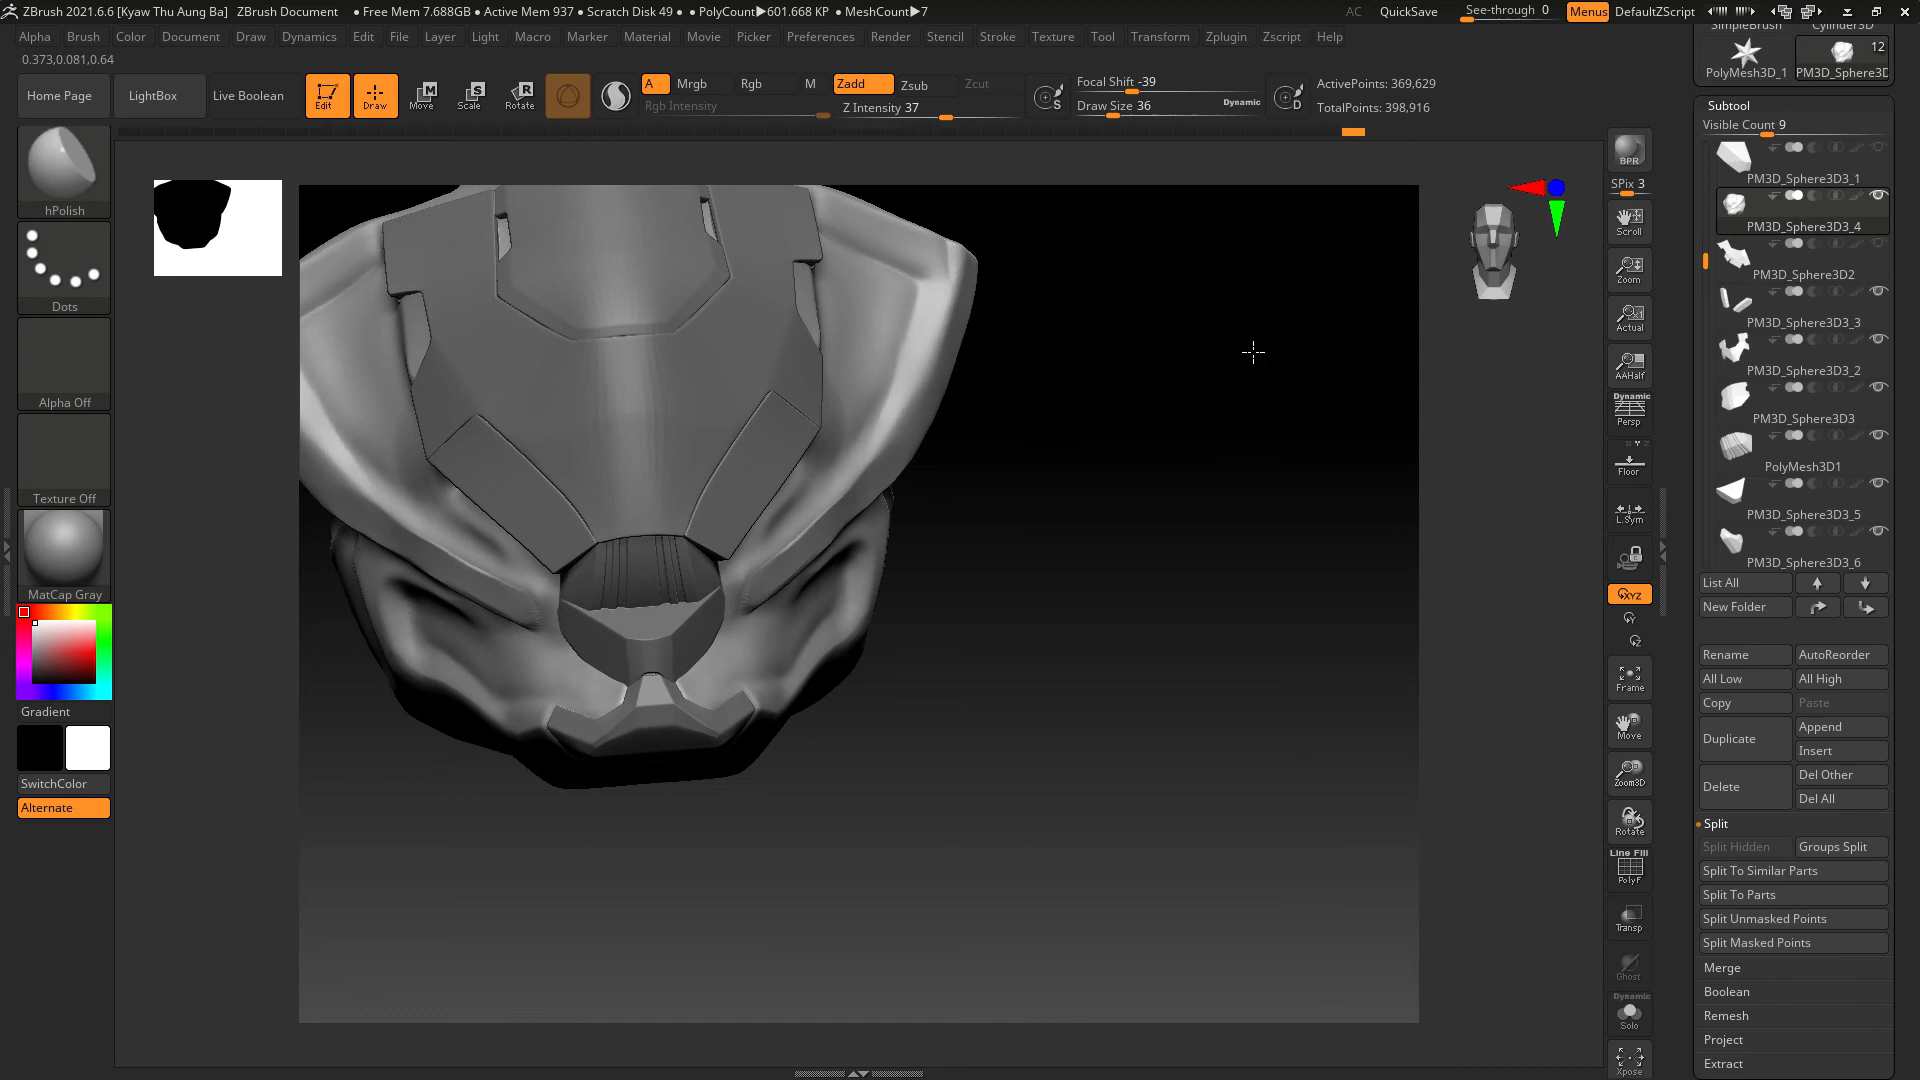 ZBrush 2021.6.6 [Kyaw Thu Aung Ba] ZBrush Document • Free Mem 7.688GB • Active Mem 937 • Scratch Disk 49 • • PolyCount▶601.668 KP • MeshCount▶7 AC QuickSave See-through 0 Menus DefaultZScript
Alpha Brush Color Document Draw Dynamics Edit File Layer Light Macro Marker Material Movie Picker Preferences Render Stencil Stroke Texture Tool Transform Zplugin Zscript Help
0.373,0.081,0.64
Home Page LightBox Live Boolean Edit Draw Move Scale Rotate
A Mrgb Rgb M Zadd Zsub Zcut
Rgb Intensity Z Intensity 37
Focal Shift -39
Draw Size 36 Dynamic
S D
ActivePoints: 369,629
TotalPoints: 398,916
hPolish
Dots
Alpha Off
Texture Off
MatCap Gray
Gradient
SwitchColor
Alternate
BPR
SPix 3
Scroll
Zoom
Actual
AAHalf
Dynamic
Persp
Floor
L.Sym
XYZ
Y
Z
Frame
Move
Zoom3D
Rotate
Line Fill
PolyF
Transp
Ghost
Dynamic
Solo
Xpose
SimpleBrush Cylinder3D
12
PolyMesh3D_1 PM3D_Sphere3D
Subtool
Visible Count 9
PM3D_Sphere3D3_1
PM3D_Sphere3D3_4
PM3D_Sphere3D2
PM3D_Sphere3D3_3
PM3D_Sphere3D3_2
PM3D_Sphere3D3
PolyMesh3D1
PM3D_Sphere3D3_5
PM3D_Sphere3D3_6
List All
New Folder
Rename AutoReorder
All Low All High
Copy Paste
Duplicate Append
Insert
Delete Del Other
Del All
Split
Split Hidden Groups Split
Split To Similar Parts
Split To Parts
Split Unmasked Points
Split Masked Points
Merge
Boolean
Remesh
Project
Extract